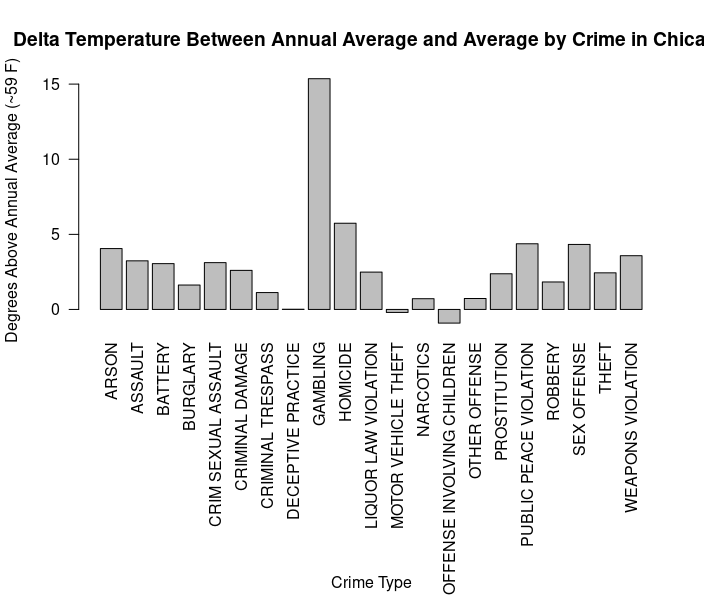 Delta Temperature Between Annual Average and Average by Crime in Chica
Degrees Above Annual Average (~59 F)
15
10
5
0
ARSON
ASSAULT
BATTERY
BURGLARY
CRIM SEXUAL ASSAULT
CRIMINAL DAMAGE
CRIMINAL TRESPASS
DECEPTIVE PRACTICE
GAMBLING
HOMICIDE
LIQUOR LAW VIOLATION
MOTOR VEHICLE THEFT
NARCOTICS
OFFENSE INVOLVING CHILDREN
OTHER OFFENSE
PROSTITUTION
PUBLIC PEACE VIOLATION
ROBBERY
SEX OFFENSE
THEFT
WEAPONS VIOLATION
Crime Type